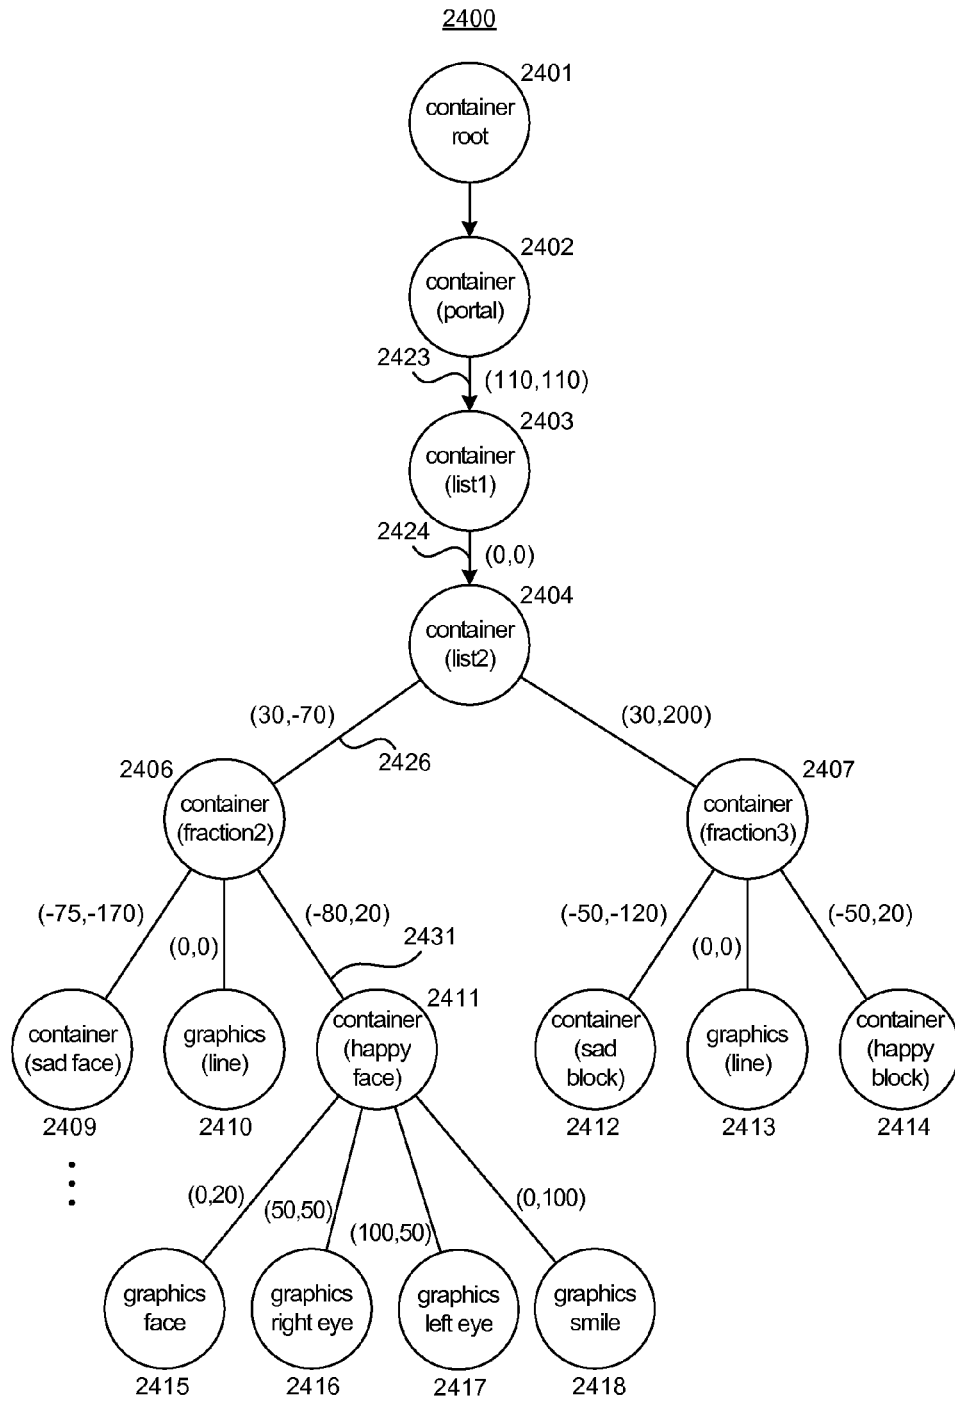 2400
2401
container
root
2402
container
(portal)
2423
(110,110)
2403
container
(list1)
2424
(0,0)
2404
container
(list2)
(30,-70)
(30,200)
2426
2406
2407
container
(fraction2)
container
(fraction3)
(-75,-170)
(-80,20)
(-50,-120)
(-50,20)
(0,0)
2431
(0,0)
2411
container
(sad face)
graphics
(line)
container
(happy
face)
container
(sad
block)
graphics
(line)
container
(happy
block)
2409
2410
2412
2413
2414
(0,20)
(50,50)
(100,50)
(0,100)
graphics
face
graphics
right eye
graphics
left eye
graphics
smile
2415
2416
2417
2418